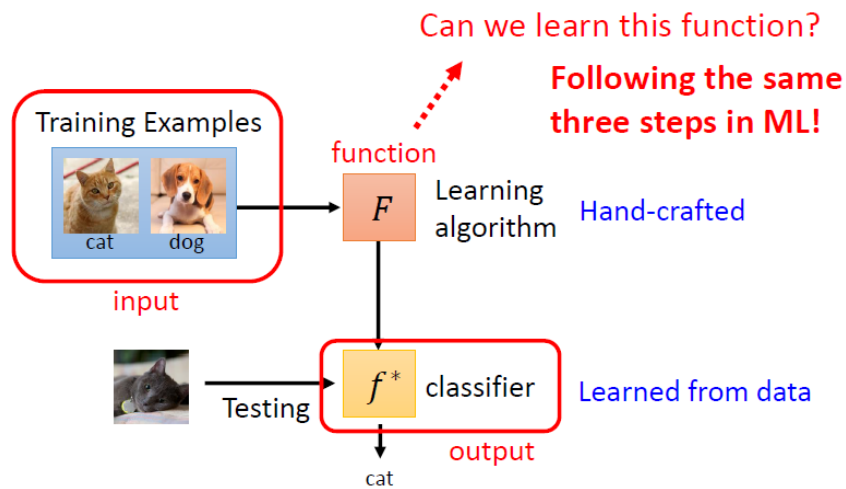 Can we learn this function?
Following the same
three steps in ML!
Training Examples
cat
dog
input
function
F
Learning
algorithm
Hand-crafted
Testing
f*
classifier
Learned from data
output
cat